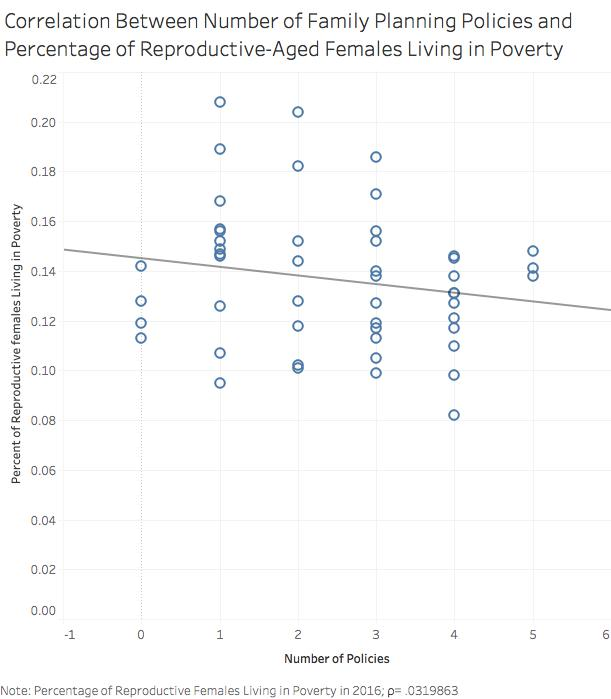 Correlation Between Number of Family Planning Policies and
Percentage of Reproductive-Aged Females Living in Poverty
Percent of Reproductive females Living in Poverty
0.22
0.20
0.18
0.16
0.14
0.12
0.10
0.08
0.06
0.04
0.02
0.00
-1 0 1 2 3 4 5 6
Number of Policies
Note: Percentage of Reproductive Females Living in Poverty in 2016; ρ= .0319863